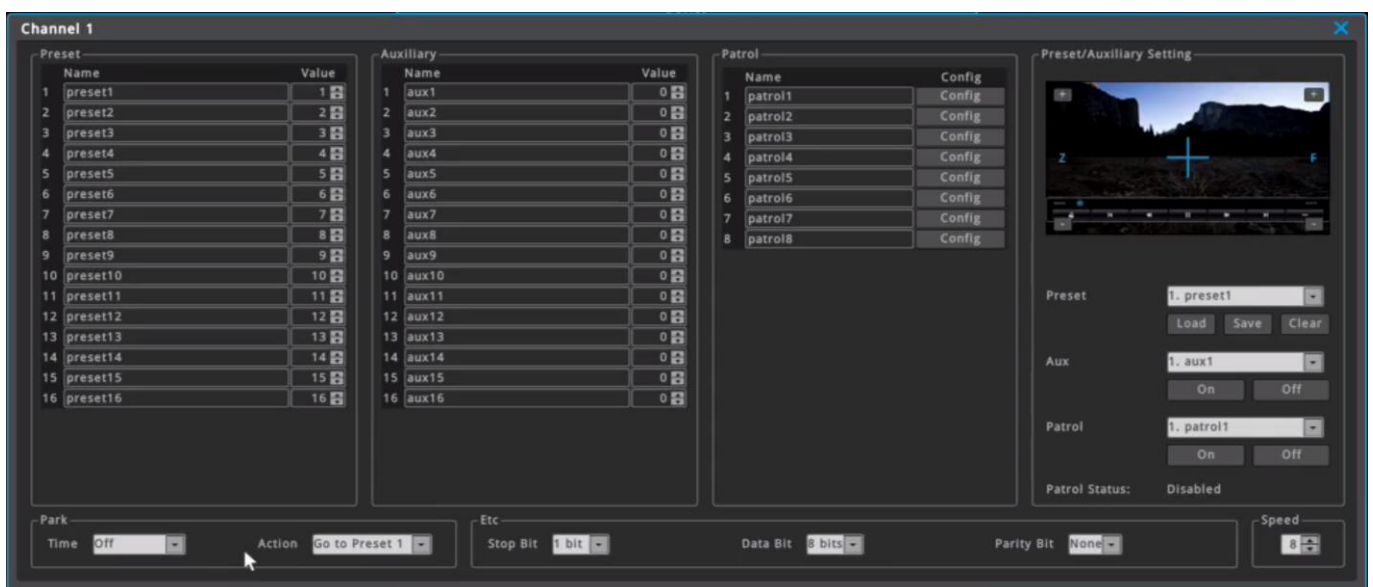 Channel 1
Preset
Name Value
1 preset1 1
2 preset2 2
3 preset3 3
4 preset4 4
5 preset5 5
6 preset6 6
7 preset7 7
8 preset8 8
9 preset9 9
10 preset10 10
11 preset11 11
12 preset12 12
13 preset13 13
14 preset14 14
15 preset15 15
16 preset16 16
Auxiliary
Name Value
1 aux1 0
2 aux2 0
3 aux3 0
4 aux4 0
5 aux5 0
6 aux6 0
7 aux7 0
8 aux8 0
9 aux9 0
10 aux10 0
11 aux11 0
12 aux12 0
13 aux13 0
14 aux14 0
15 aux15 0
16 aux16 0
Patrol
Name Config
1 patrol1 Config
2 patrol2 Config
3 patrol3 Config
4 patrol4 Config
5 patrol5 Config
6 patrol6 Config
7 patrol7 Config
8 patrol8 Config
Preset/Auxiliary Setting
Z F
Preset 1. preset1
Load Save Clear
Aux 1. aux1
On Off
Patrol 1. patrol1
On Off
Patrol Status: Disabled
Park
Time Off Action Go to Preset 1
Etc
Stop Bit 1 bit Data Bit 8 bits Parity Bit None
Speed
8